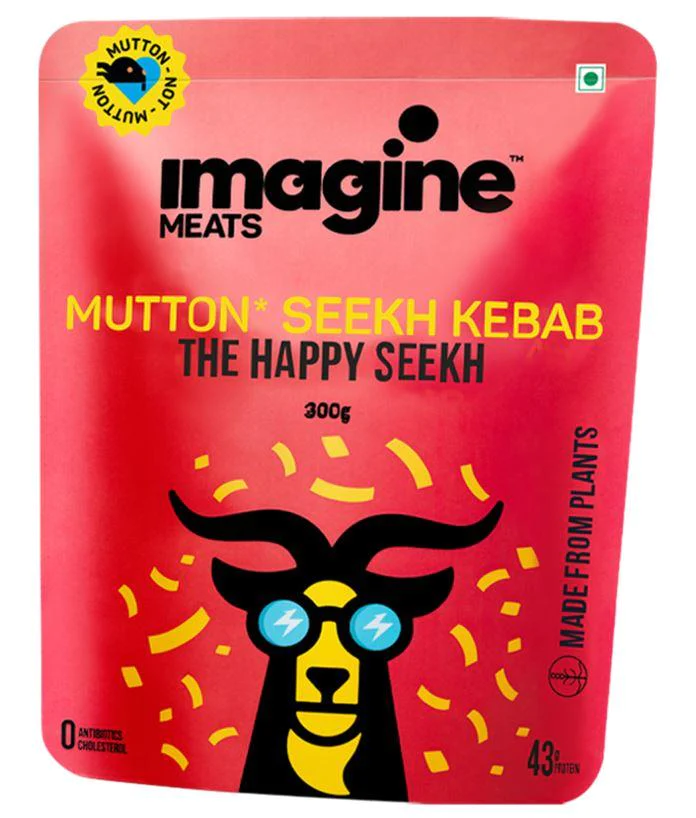 MUTTON-NOT-MUTTON
ımagine™
MEATS
MUTTON* SEEKH KEBAB
THE HAPPY SEEKH
300g
MADE FROM PLANTS
0 ANTIBIOTICS
CHOLESTEROL
43g PROTEIN